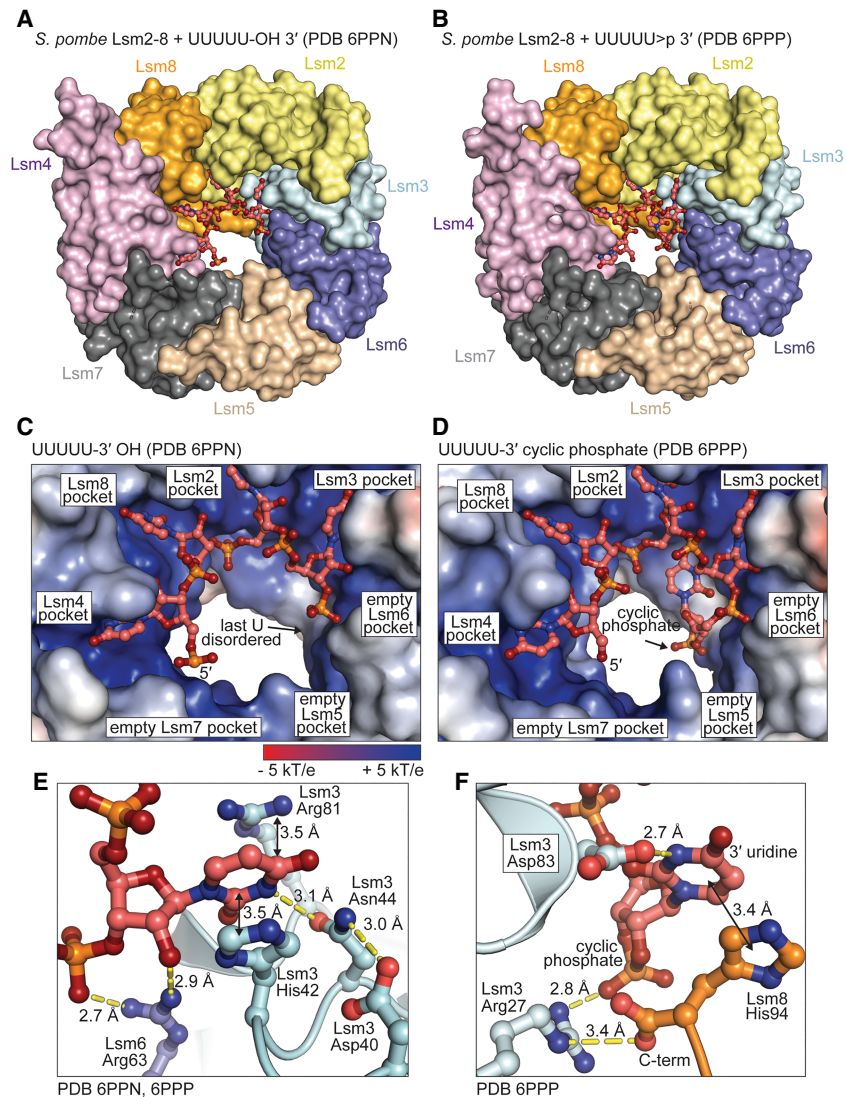 A
S. pombe Lsm2-8 + UUUUU-OH 3′ (PDB 6PPN)
Lsm8
Lsm2
Lsm4
Lsm3
Lsm6
Lsm7
Lsm5
B
S. pombe Lsm2-8 + UUUUU>p 3′ (PDB 6PPP)
Lsm8
Lsm2
Lsm3
Lsm4
Lsm7
Lsm6
Lsm5
C
UUUUU-3′ OH (PDB 6PPN)
Lsm8
pocket
Lsm2
pocket
Lsm3 pocket
Lsm4
pocket
last U
disordered
empty
Lsm6
pocket
5′
empty Lsm7 pocket
empty
Lsm5
pocket
- 5 kT/e
+ 5 kT/e
D
UUUUU-3′ cyclic phosphate (PDB 6PPP)
Lsm8
pocket
Lsm2
pocket
Lsm3 pocket
Lsm4
pocket
cyclic
phosphate
empty
Lsm6
pocket
5′
empty Lsm7 pocket
empty
Lsm5
pocket
E
Lsm3
Arg81
3.5 Å
3.1 Å
Lsm3
Asn44
3.5 Å
3.0 Å
Lsm3
His42
2.9 Å
2.7 Å
Lsm6
Arg63
Lsm3
Asp40
PDB 6PPN, 6PPP
F
2.7 Å
Lsm3
Asp83
3′ uridine
3.4 Å
cyclic
phosphate
Lsm3
Arg27
2.8 Å
Lsm8
His94
3.4 Å
C-term
PDB 6PPP